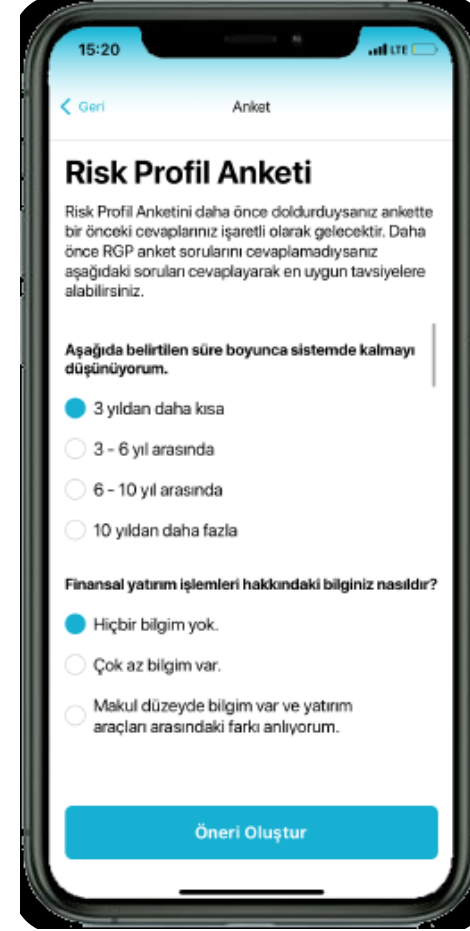 15:20
LTE
Geri
Anket
Risk Profil Anketi
Risk Profil Anketini daha önce doldurduysanız ankette
bir önceki cevaplarınız işaretli olarak gelecektir. Daha
önce RGP anket sorularını cevaplamadıysanız
aşağıdaki soruları cevaplayarak en uygun tavsiyelere
alabilirsiniz.
Aşağıda belirtilen süre boyunca sistemde kalmayı
düşünüyorum.
3 yıldan daha kısa
3 - 6 yıl arasında
6 - 10 yıl arasında
10 yıldan daha fazla
Finansal yatırım işlemleri hakkındaki bilginiz nasıldır?
Hiçbir bilgim yok.
Çok az bilgim var.
Makul düzeyde bilgim var ve yatırım
araçları arasındaki farkı anlıyorum.
Öneri Oluştur